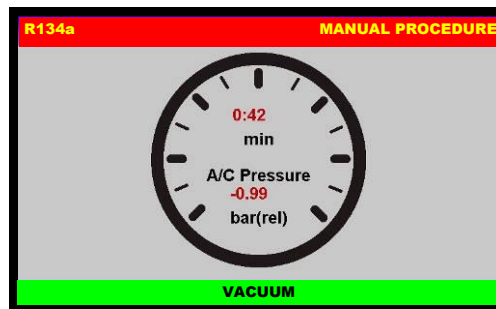 R134a MANUAL PROCEDURE
0:42
min
A/C Pressure
-0.99
bar(rel)
VACUUM